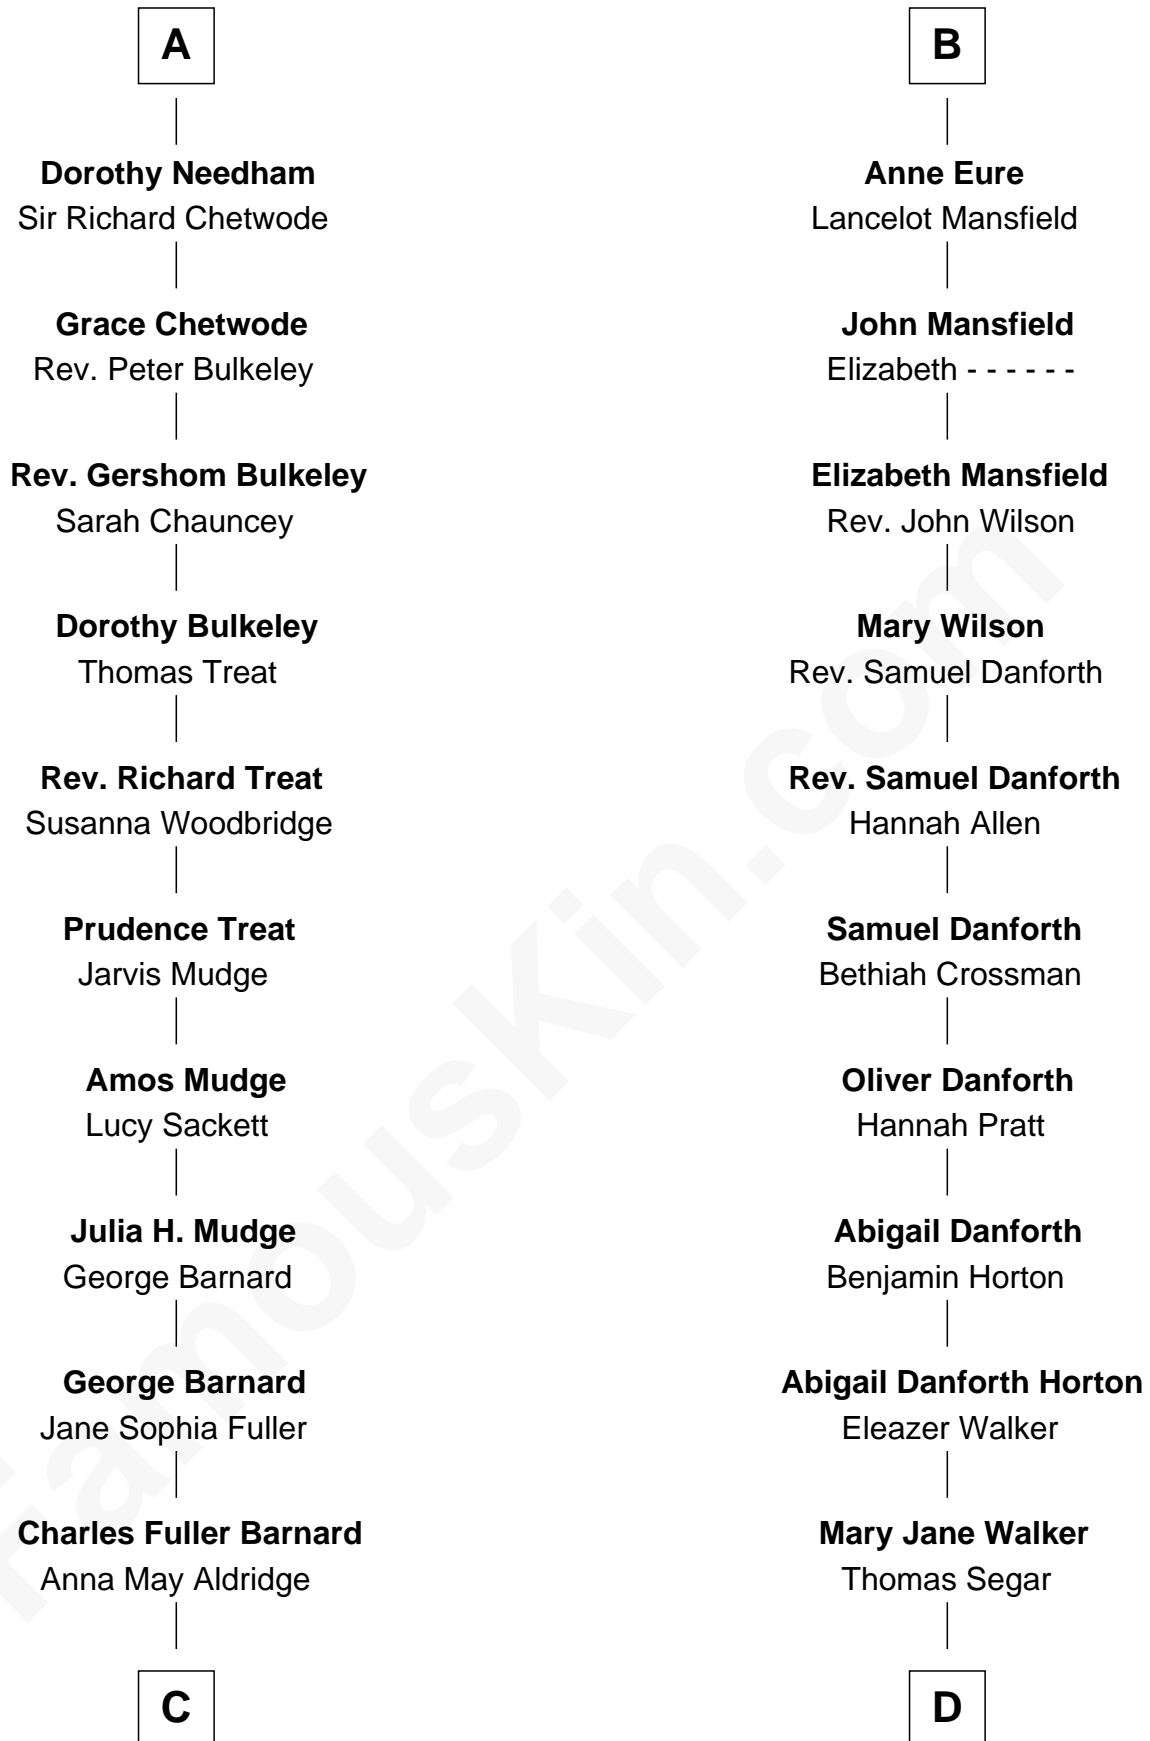 A
Dorothy Needham
Sir Richard Chetwode
Grace Chetwode
Rev. Peter Bulkeley
Rev. Gershom Bulkeley
Sarah Chauncey
Dorothy Bulkeley
Thomas Treat
Rev. Richard Treat
Susanna Woodbridge
Prudence Treat
Jarvis Mudge
Amos Mudge
Lucy Sackett
Julia H. Mudge
George Barnard
George Barnard
Jane Sophia Fuller
Charles Fuller Barnard
Anna May Aldridge
C
B
Anne Eure
Lancelot Mansfield
John Mansfield
Elizabeth - - - - - -
Elizabeth Mansfield
Rev. John Wilson
Mary Wilson
Rev. Samuel Danforth
Rev. Samuel Danforth
Hannah Allen
Samuel Danforth
Bethiah Crossman
Oliver Danforth
Hannah Pratt
Abigail Danforth
Benjamin Horton
Abigail Danforth Horton
Eleazer Walker
Mary Jane Walker
Thomas Segar
D
FamousKin.com